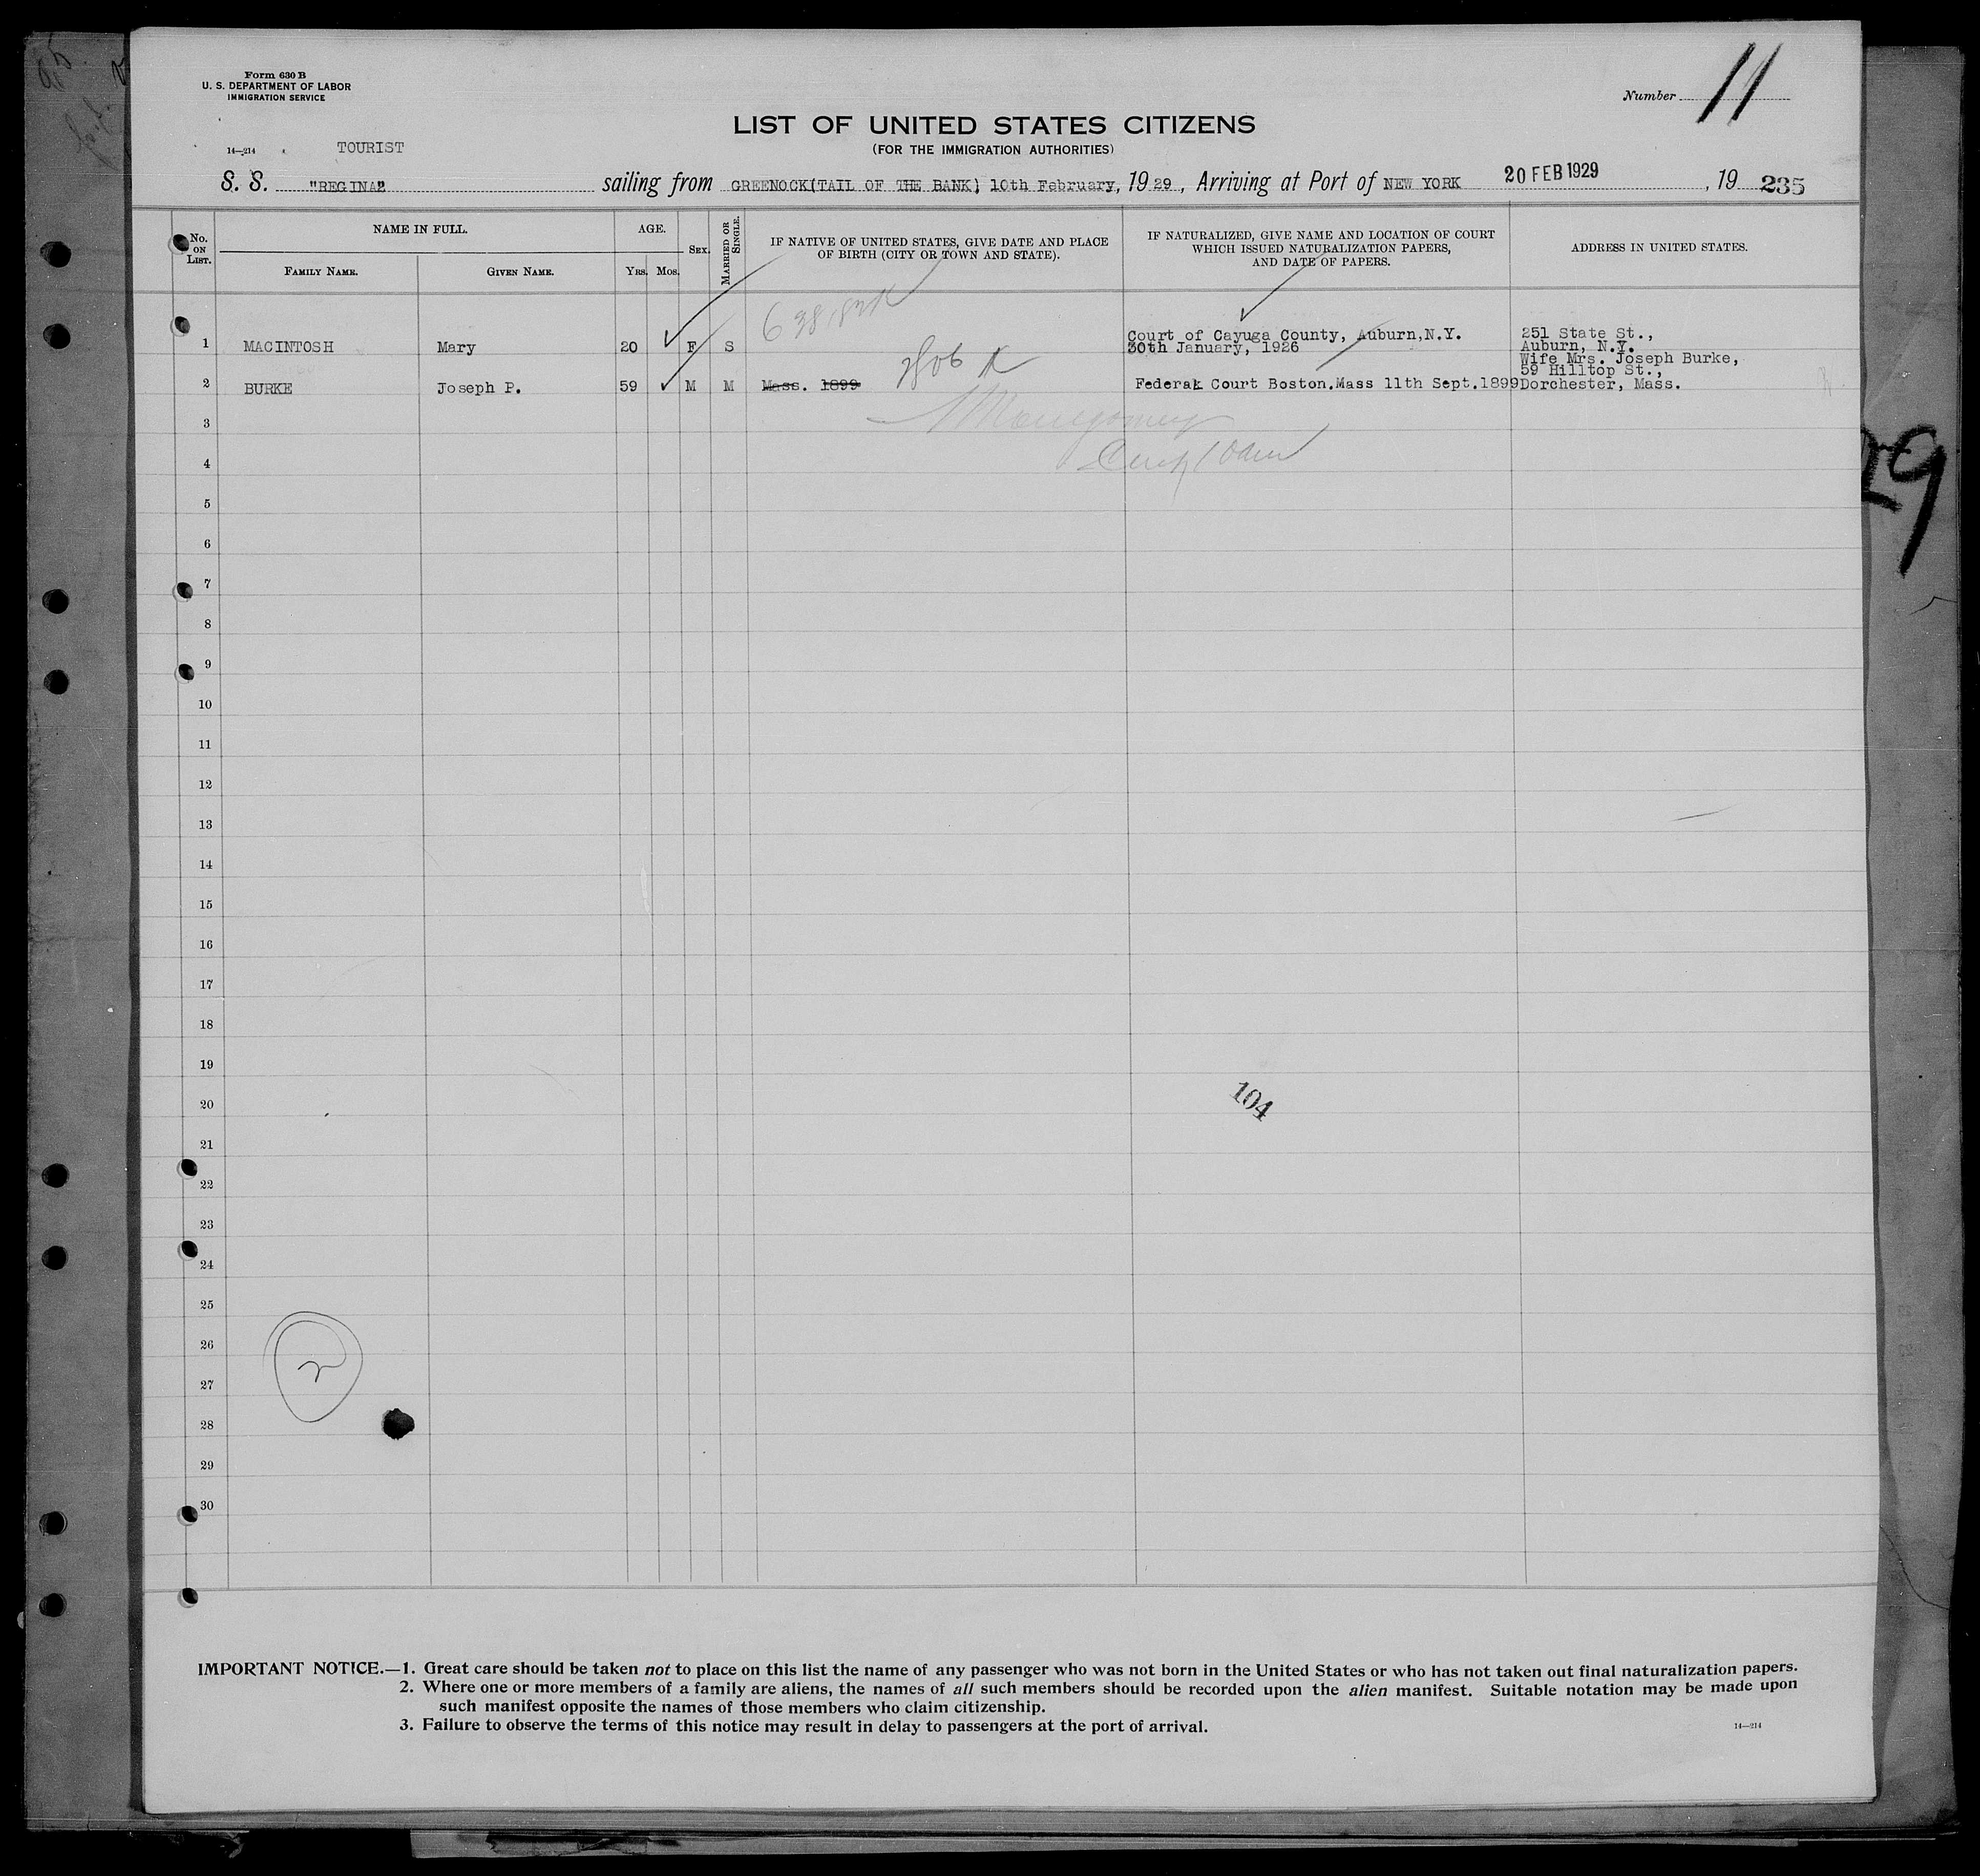 Form 630 B
U. S. DEPARTMENT OF LABOR
IMMIGRATION SERVICE
Number 11
LIST OF UNITED STATES CITIZENS
(FOR THE IMMIGRATION AUTHORITIES)
14—214 TOURIST
S. S. "REGINA" sailing from GREENOCK(TAIL OF THE BANK) 10th February, 1929, Arriving at Port of NEW YORK 20 FEB 1929, 19 235
No. ON LIST.
NAME IN FULL.
FAMILY NAME. GIVEN NAME.
AGE.
YRS. MOS.
SEX.
MARRIED OR SINGLE.
IF NATIVE OF UNITED STATES, GIVE DATE AND PLACE
OF BIRTH (CITY OR TOWN AND STATE).
IF NATURALIZED, GIVE NAME AND LOCATION OF COURT
WHICH ISSUED NATURALIZATION PAPERS,
AND DATE OF PAPERS.
ADDRESS IN UNITED STATES.
1 MACINTOSH Mary 20 F S
Court of Cayuga County, Auburn,N.Y.
30th January, 1926
251 State St.,
Auburn, N.Y.
2 BURKE Joseph P. 59 M M Mass. 1899
Federak Court Boston.Mass 11th Sept.1899
Wife Mrs. Joseph Burke,
59 Hilltop St.,
Dorchester, Mass.
3
Montgomery
4
5
6
7
8
9
10
11
12
13
14
15
16
17
18
19
20
104
21
22
23
24
25
26
2
27
28
29
30
29
IMPORTANT NOTICE.—1. Great care should be taken not to place on this list the name of any passenger who was not born in the United States or who has not taken out final naturalization papers.
2. Where one or more members of a family are aliens, the names of all such members should be recorded upon the alien manifest. Suitable notation may be made upon
such manifest opposite the names of those members who claim citizenship.
3. Failure to observe the terms of this notice may result in delay to passengers at the port of arrival.
14—214